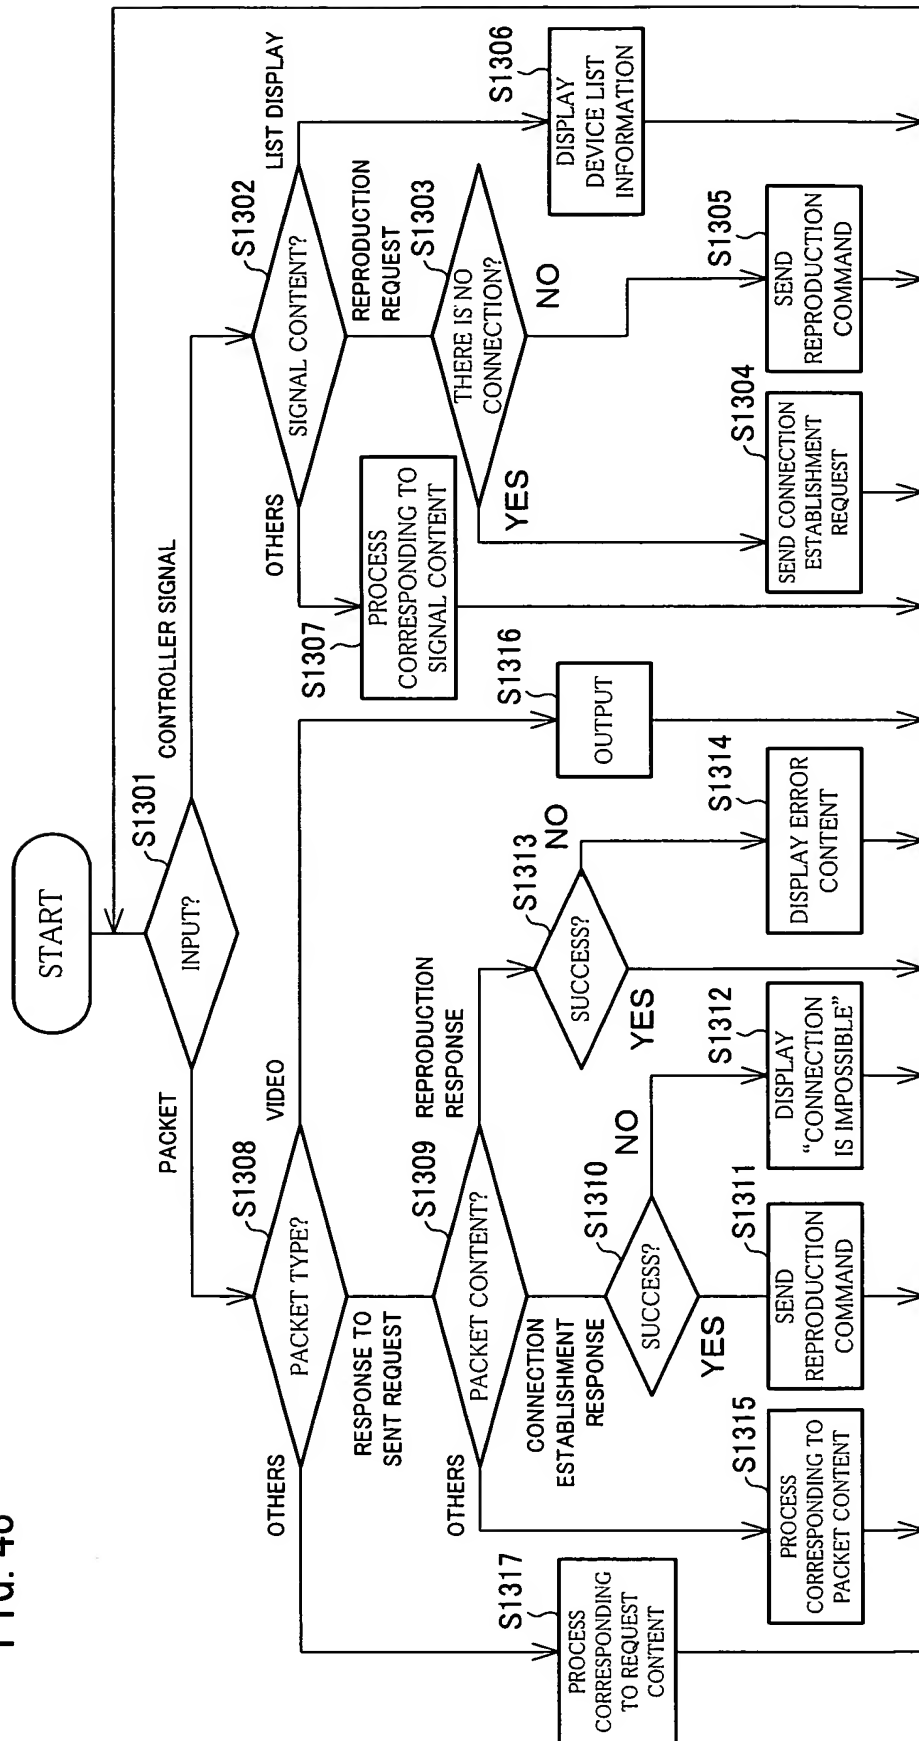 START
INPUT?
S1301
PACKET
CONTROLLER SIGNAL
PACKET TYPE?
S1308
OTHERS
VIDEO
RESPONSE TO
SENT REQUEST
PACKET CONTENT?
S1309
OTHERS
REPRODUCTION
RESPONSE
CONNECTION
ESTABLISHMENT
RESPONSE
S1310
SUCCESS?
YES
NO
S1313
SUCCESS?
YES
NO
S1317
PROCESS
CORRESPONDING
TO REQUEST
CONTENT
S1315
PROCESS
CORRESPONDING TO
PACKET CONTENT
S1311
SEND
REPRODUCTION
COMMAND
S1312
DISPLAY
“CONNECTION
IS IMPOSSIBLE”
S1314
DISPLAY ERROR
CONTENT
S1316
OUTPUT
SIGNAL CONTENT?
S1302
OTHERS
LIST DISPLAY
REPRODUCTION
REQUEST
S1307
PROCESS
CORRESPONDING TO
SIGNAL CONTENT
S1303
THERE IS NO
CONNECTION?
YES
NO
S1304
SEND CONNECTION
ESTABLISHMENT
REQUEST
S1305
SEND
REPRODUCTION
COMMAND
S1306
DISPLAY
DEVICE LIST
INFORMATION